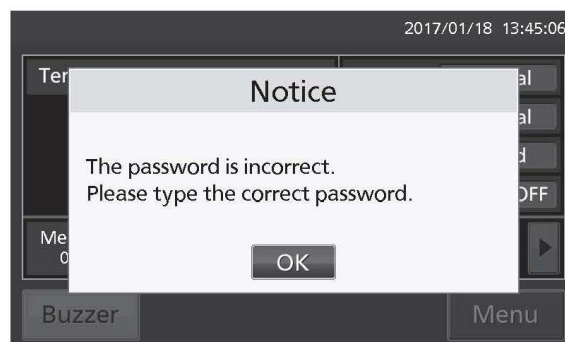 2017/01/18 13:45:06
Notice
The password is incorrect.
Please type the correct password.
OK
Buzzer
Menu